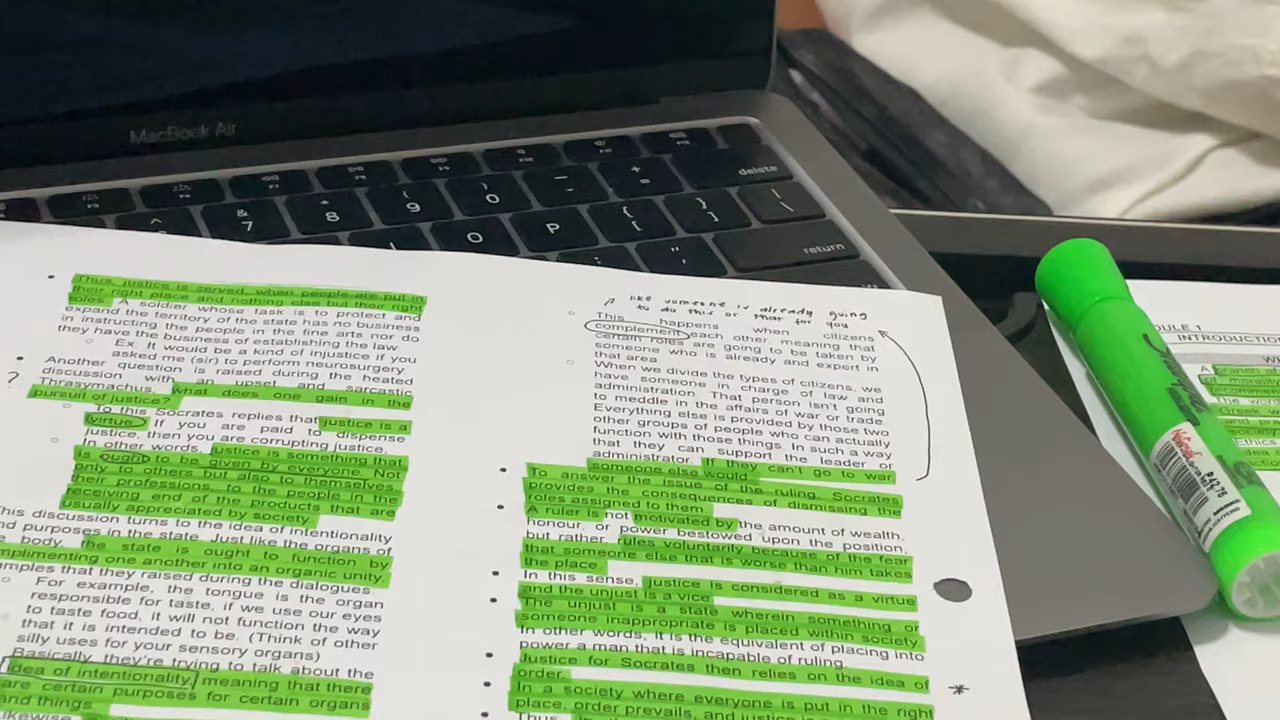 MacBook Air
delete
& 7
* 8
( 9
) 0
_ -
+ =
O
P
{ [
} ]
| \
: ;
" '
return
Thus, justice is served, when people are put in
their right place and nothing else but their right
roles. A soldier whose task is to protect and
expand the territory of the state has no business
in instructing the people in the fine arts nor do
they have the business of establishing the law
Ex. It would be a kind of injustice if you
asked me (sir) to perform neurosurgery.
Another question is raised during the heated
discussion with an upset and sarcastic
?
Thrasymachus, what does one gain in the
pursuit of justice?
To this Socrates replies that justice is a
virtue. If you are paid to dispense
justice, then you are corrupting justice.
In other words, justice is something that
is ought to be given by everyone. Not
only to others but also to themselves,
their professions, to the people in the
receiving end of the products that are
usually appreciated by society.
This discussion turns to the idea of intentionality
and purposes in the state. Just like the organs of
body, the state is ought to function by
complimenting one another into an organic unity.
they raised during the dialogues
For example, the tongue is the organ
responsible for taste, if we use our eyes
to taste food, it will not function the way
that it is intended to be. (Think of other
silly uses for your sensory organs)
Basically, they're trying to talk about the
idea of intentionality, meaning that there
are certain purposes for certain organs
and things.
Likewise
like someone is already going
to do this or that for you
This happens when citizens
complement each other, meaning that
certain roles are going to be taken by
someone who is already and expert in
that area.
When we divide the types of citizens, we
have someone in charge of law and
administration. That person isn't going
to meddle in the affairs of war or trade.
Everything else is provided by those two
other groups of people who can actually
function with those things. In such a way
that they can support the leader or
administrator. If they can't go to war
someone else would.
To answer the issue of the ruling, Socrates
provides the consequences of dismissing the
roles assigned to them.
A ruler is not motivated by the amount of wealth,
honour, or power bestowed upon the position,
but rather rules voluntarily because of the fear
that someone else that is worse than him takes
the place.
In this sense, justice is considered as a virtue
and the unjust is a vice.
The unjust is a state wherein something or
someone inappropriate is placed within society
In other words, it is the equivalent of placing into
power a man that is incapable of ruling.
Justice for Socrates then relies on the idea of
order.
*
In a society where everyone is put in the right
place, order prevails, and justice is
Thus,
National
MODULE 1
INTRODUCTION
of morality
Greek
society
Ethics